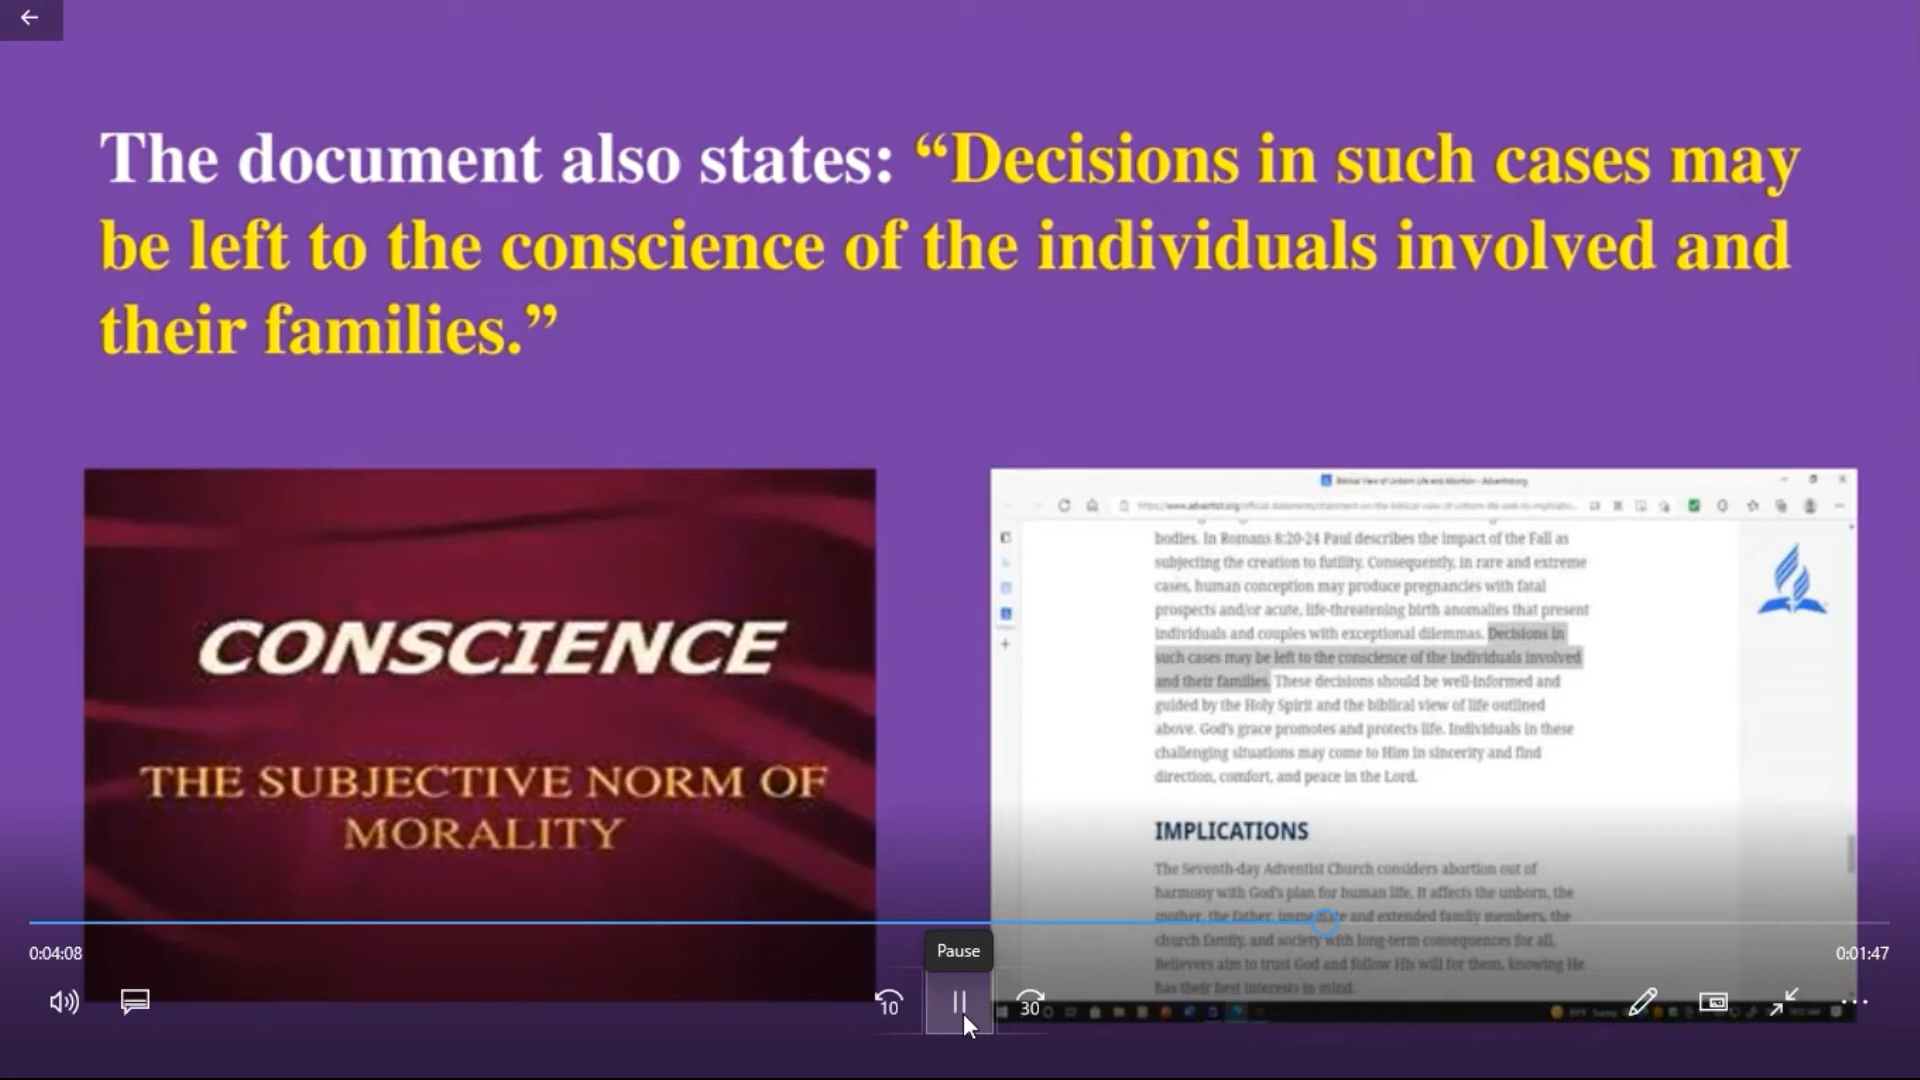 The document also states: “Decisions in such cases may
be left to the conscience of the individuals involved and
their families.”
CONSCIENCE
THE SUBJECTIVE NORM OF
MORALITY
Biblical View of Unborn Life and Abortion - Adventist.org
bodies. In Romans 8:20-24 Paul describes the impact of the Fall as
subjecting the creation to futility. Consequently, in rare and extreme
cases, human conception may produce pregnancies with fatal
prospects and/or acute, life-threatening birth anomalies that present
individuals and couples with exceptional dilemmas. Decisions in
such cases may be left to the conscience of the individuals involved
and their families. These decisions should be well-informed and
guided by the Holy Spirit and the biblical view of life outlined
above. God's grace promotes and protects life. Individuals in these
challenging situations may come to Him in sincerity and find
direction, comfort, and peace in the Lord.
IMPLICATIONS
The Seventh-day Adventist Church considers abortion out of
harmony with God's plan for human life. It affects the unborn, the
mother, the father, immediate and extended family members, the
church family, and society with long-term consequences for all.
Believers aim to trust God and follow His will for them, knowing He
has their best interests in mind.
0:04:08
Pause
0:01:47
10
30